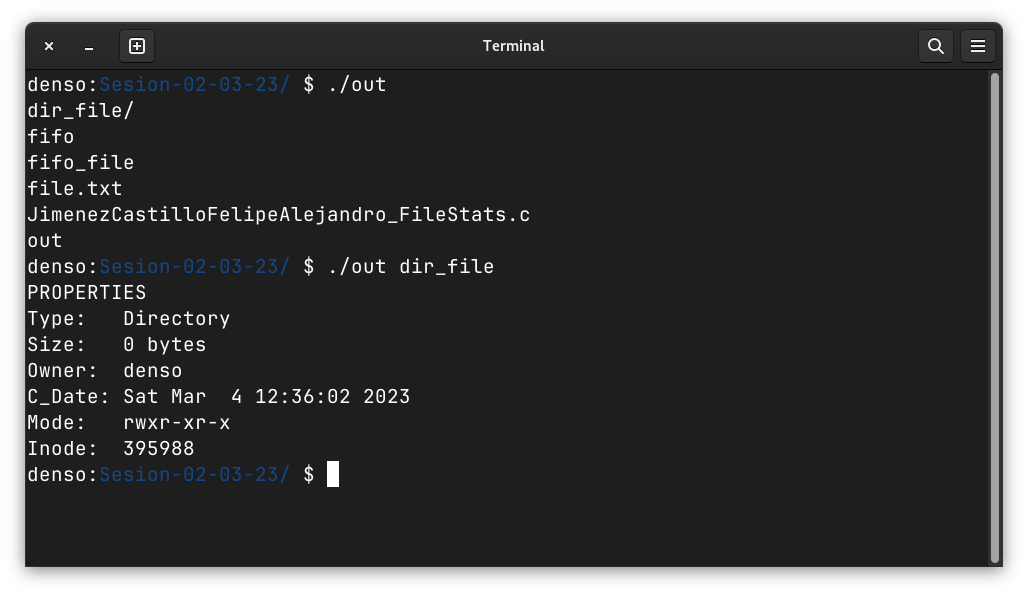 Terminal
denso:Sesion-02-03-23/ $ ./out
dir_file/
fifo
fifo_file
file.txt
JimenezCastilloFelipeAlejandro_FileStats.c
out
denso:Sesion-02-03-23/ $ ./out dir_file
PROPERTIES
Type:   Directory
Size:   0 bytes
Owner:  denso
C_Date: Sat Mar  4 12:36:02 2023
Mode:   rwxr-xr-x
Inode:  395988
denso:Sesion-02-03-23/ $